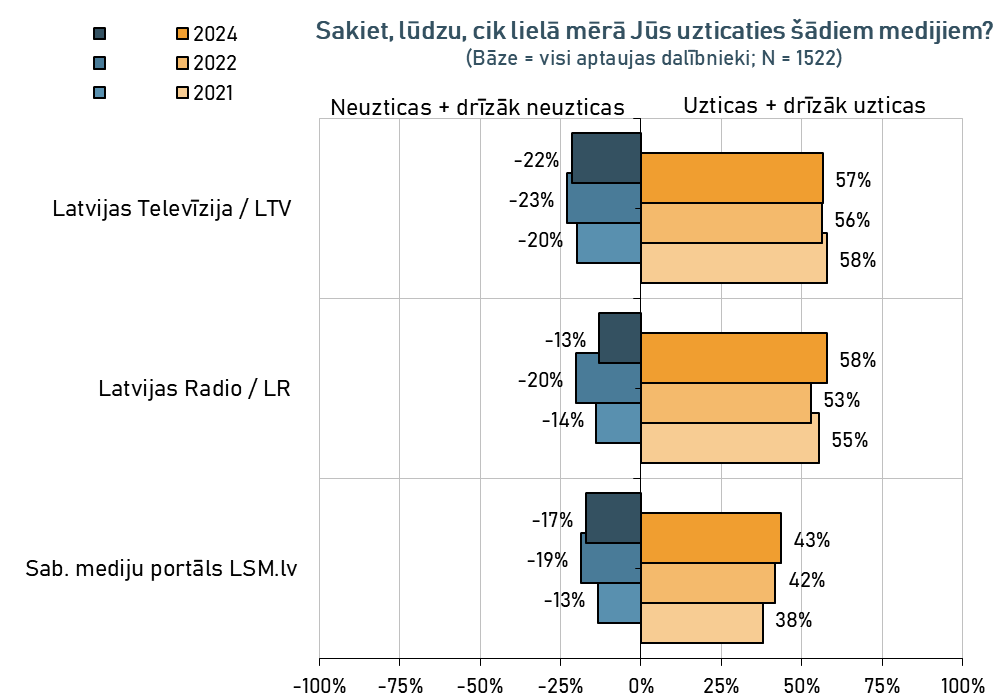 Sakiet, lūdzu, cik lielā mērā Jūs uzticaties šādiem medijiem?
(Bāze = visi aptaujas dalībnieki; N = 1522)
2024
2022
2021
Neuzticas + drīzāk neuzticas
Uzticas + drīzāk uzticas
Latvijas Televīzija / LTV
-22%
57%
-23%
56%
-20%
58%
Latvijas Radio / LR
-13%
58%
-20%
53%
-14%
55%
Sab. mediju portāls LSM.lv
-17%
43%
-19%
42%
-13%
38%
-100% -75% -50% -25% 0% 25% 50% 75% 100%